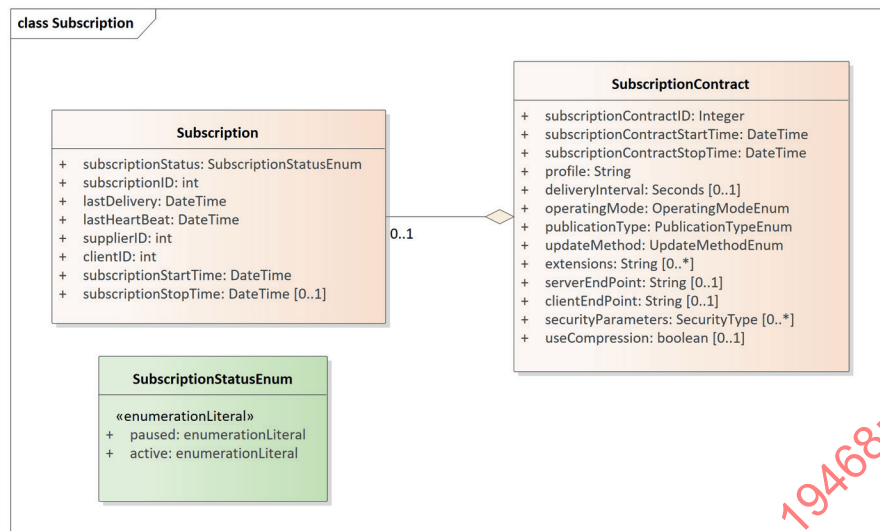 class Subscription
Subscription
+ subscriptionStatus: SubscriptionStatusEnum
+ subscriptionID: int
+ lastDelivery: DateTime
+ lastHeartBeat: DateTime
+ supplierID: int
+ clientID: int
+ subscriptionStartTime: DateTime
+ subscriptionStopTime: DateTime [0..1]
0..1
SubscriptionContract
+ subscriptionContractID: Integer
+ subscriptionContractStartTime: DateTime
+ subscriptionContractStopTime: DateTime
+ profile: String
+ deliveryInterval: Seconds [0..1]
+ operatingMode: OperatingModeEnum
+ publicationType: PublicationTypeEnum
+ updateMethod: UpdateMethodEnum
+ extensions: String [0..*]
+ serverEndPoint: String [0..1]
+ clientEndPoint: String [0..1]
+ securityParameters: SecurityType [0..*]
+ useCompression: boolean [0..1]
SubscriptionStatusEnum
«enumerationLiteral»
+ paused: enumerationLiteral
+ active: enumerationLiteral